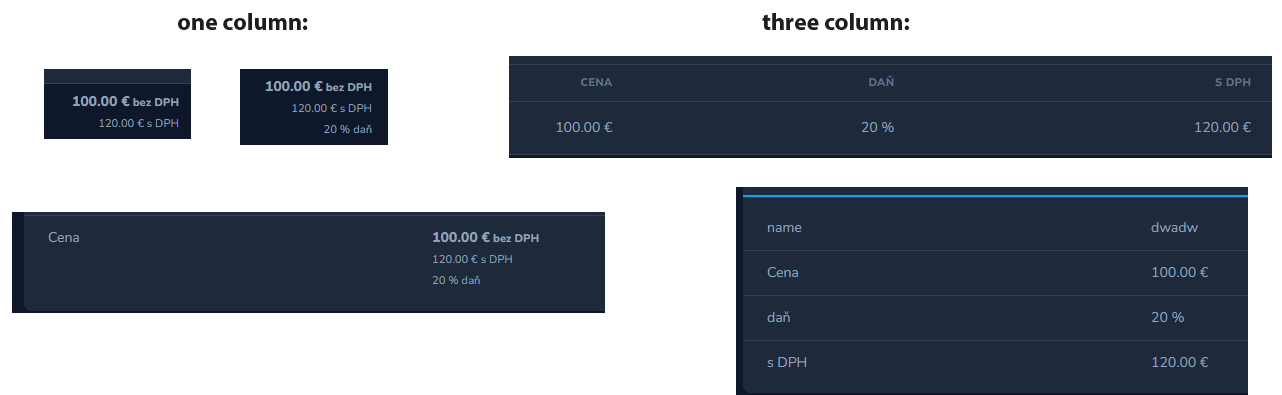 one column:
three column:
100.00 € bez DPH
120.00 € s DPH
100.00 € bez DPH
120.00 € s DPH
20 % daň
CENA DAŇ S DPH
100.00 € 20 % 120.00 €
Cena 100.00 € bez DPH
120.00 € s DPH
20 % daň
name dwadw
Cena 100.00 €
daň 20 %
s DPH 120.00 €